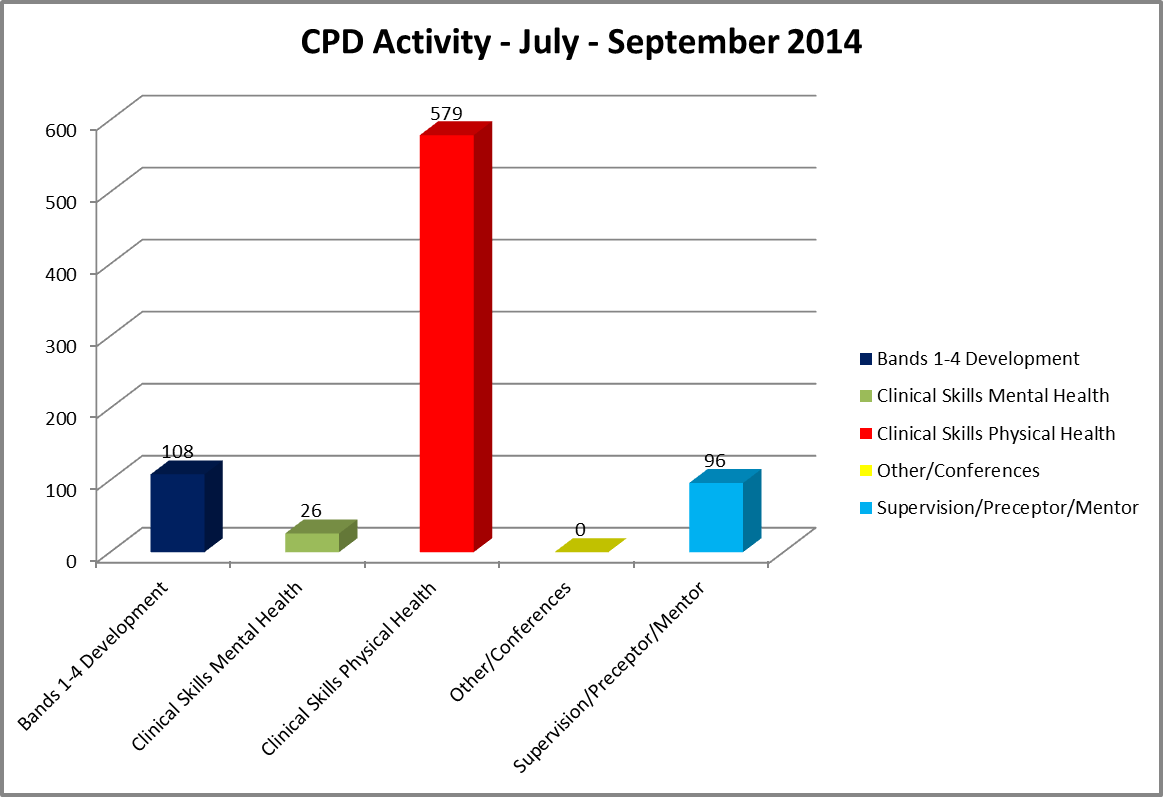 CPD Activity - July - September 2014
600
500
400
300
200
100
0
108
26
579
0
96
Bands 1-4 Development
Clinical Skills Mental Health
Clinical Skills Physical Health
Other/Conferences
Supervision/Preceptor/Mentor
Bands 1-4 Development
Clinical Skills Mental Health
Clinical Skills Physical Health
Other/Conferences
Supervision/Preceptor/Mentor